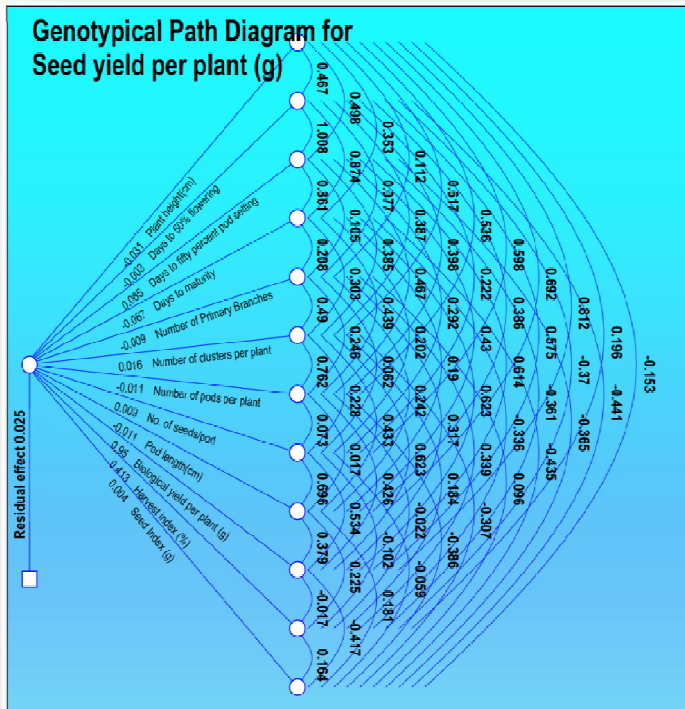 Genotypical Path Diagram for
Seed yield per plant (g)
-0.031 Plant height(cm)
-0.003 Days to 50% flowering
Days to fifty percent pod setting
-0.067 Days to maturity
-0.009 Number of Primary Branches
0.016 Number of clusters per plant
-0.011 Number of pods per plant
0.009 No. of seeds/pod
-0.011 Pod length(cm)
0.95 Biological yield per plant (g)
0.413 Harvest index (%)
0.004 Seed Index (g)
Residual effect 0.025
0.467 1.008 0.861 0.208 0.49 0.762 0.073 0.696 0.379 -0.017 0.164
0.498 0.874 0.105 0.303 0.246 0.228 0.017 0.534 0.225 -0.417
0.353 0.077 0.385 0.439 0.062 0.433 0.426 -0.102 0.181
0.112 0.387 0.467 0.202 0.242 0.623 -0.022 -0.059
0.517 0.398 0.292 0.19 0.317 0.184 -0.386
0.536 0.222 0.43 0.623 0.339 -0.307
0.598 0.386 0.614 -0.336 0.096
0.692 0.575 -0.361 -0.435
0.812 -0.37 -0.365
0.196 -0.441
-0.153